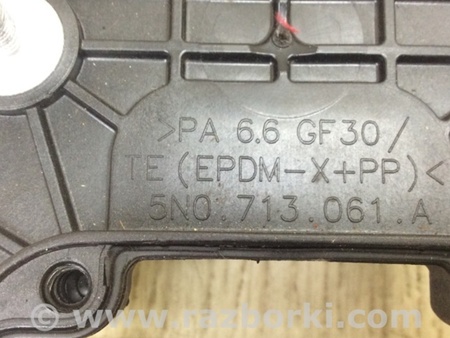 >PA 6.6 GF30/
TE(EPDM-X+PP)<
5N0.713.061.A
© www.razborki.com